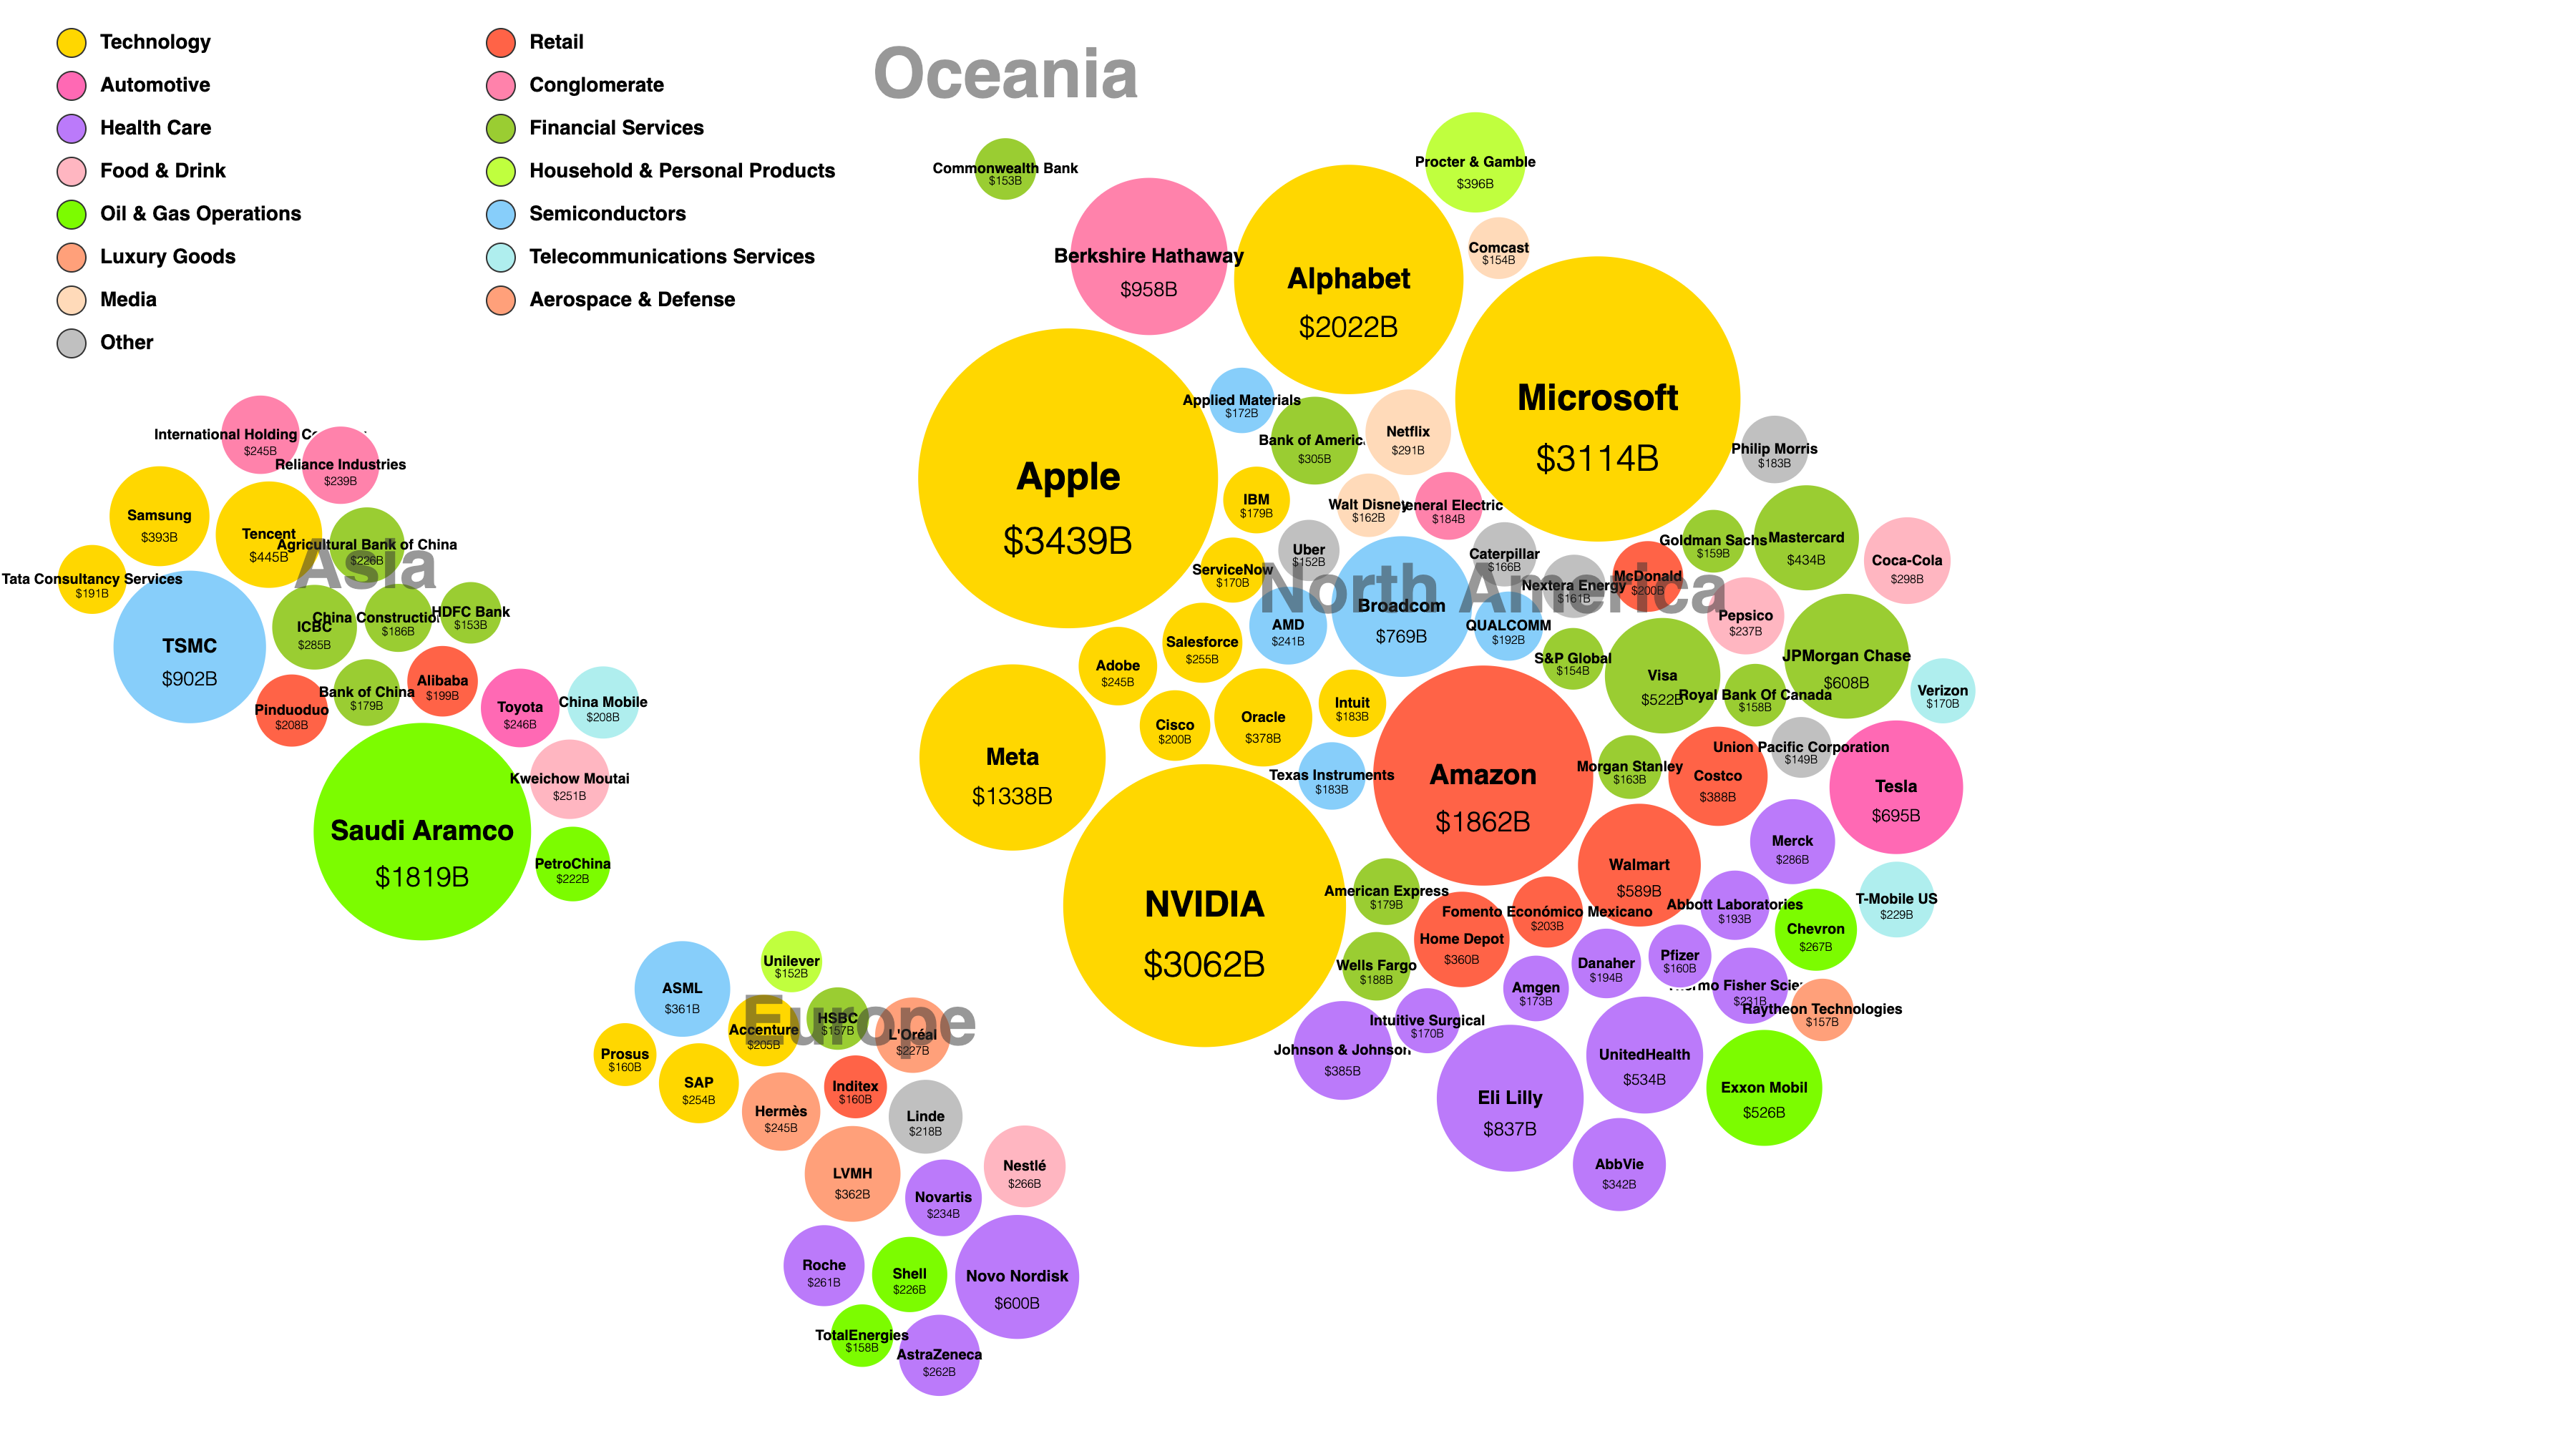 Technology
Automotive
Health Care
Food & Drink
Oil & Gas Operations
Luxury Goods
Media
Other
Retail
Conglomerate
Financial Services
Household & Personal Products
Semiconductors
Telecommunications Services
Aerospace & Defense
Oceania
Commonwealth Bank
$153B
Asia
International Holding
$245B
Reliance Industries
$239B
Samsung
$393B
Tencent
$445B
Agricultural Bank of China
$226B
Tata Consultancy Services
$191B
TSMC
$902B
ICBC
$285B
China Constructio
$186B
HDFC Bank
$153B
Pinduoduo
$208B
Bank of China
$179B
Alibaba
$199B
Toyota
$246B
China Mobile
$208B
Kweichow Moutai
$251B
Saudi Aramco
$1819B
PetroChina
$222B
Europe
ASML
$361B
Unilever
$152B
Accenture
$205B
HSBC
$157B
L'Oréal
$227B
Prosus
$160B
SAP
$254B
Hermès
$245B
Inditex
$160B
Linde
$218B
LVMH
$362B
Novartis
$234B
Nestlé
$266B
Roche
$261B
Shell
$226B
Novo Nordisk
$600B
TotalEnergies
$158B
AstraZeneca
$262B
North America
Berkshire Hathaway
$958B
Alphabet
$2022B
Procter & Gamble
$396B
Comcast
$154B
Microsoft
$3114B
Apple
$3439B
Applied Materials
$172B
Bank of Americ
$305B
Netflix
$291B
Philip Morris
$183B
IBM
$179B
Walt Disney
$162B
eneral Electric
$184B
Uber
$152B
ServiceNow
$170B
Caterpillar
$166B
Nextera Energy
$161B
McDonald
$200B
Goldman Sachs
$159B
Mastercard
$434B
Coca-Cola
$298B
Broadcom
$769B
AMD
$241B
QUALCOMM
$192B
Pepsico
$237B
Salesforce
$255B
Adobe
$245B
S&P Global
$154B
Visa
$522B
JPMorgan Chase
$608B
Royal Bank Of Canada
$158B
Verizon
$170B
Cisco
$200B
Oracle
$378B
Intuit
$183B
Meta
$1338B
Texas Instruments
$183B
Amazon
$1862B
Morgan Stanley
$163B
Costco
$388B
Union Pacific Corporation
$149B
Tesla
$695B
Merck
$286B
Walmart
$589B
NVIDIA
$3062B
American Express
$179B
Fomento Económico Mexicano
$203B
Home Depot
$360B
Abbott Laboratories
$193B
T-Mobile US
$229B
Chevron
$267B
Wells Fargo
$188B
Danaher
$194B
Pfizer
$160B
Amgen
$173B
rmo Fisher Scie
$231B
Raytheon Technologies
$157B
Intuitive Surgical
$170B
Johnson & Johnson
$385B
UnitedHealth
$534B
Eli Lilly
$837B
Exxon Mobil
$526B
AbbVie
$342B